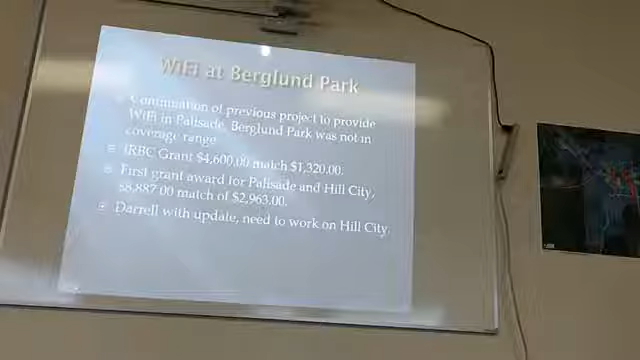 WiFi at Berglund Park
Continuation of previous project to provide
WiFi in Palisade. Berglund Park was not in
coverage range
IRBC Grant $4,600.00 match $1,320.00.
First grant award for Palisade and Hill City,
$8,887.00 match of $2,963.00.
Darrell with update, need to work on Hill City.